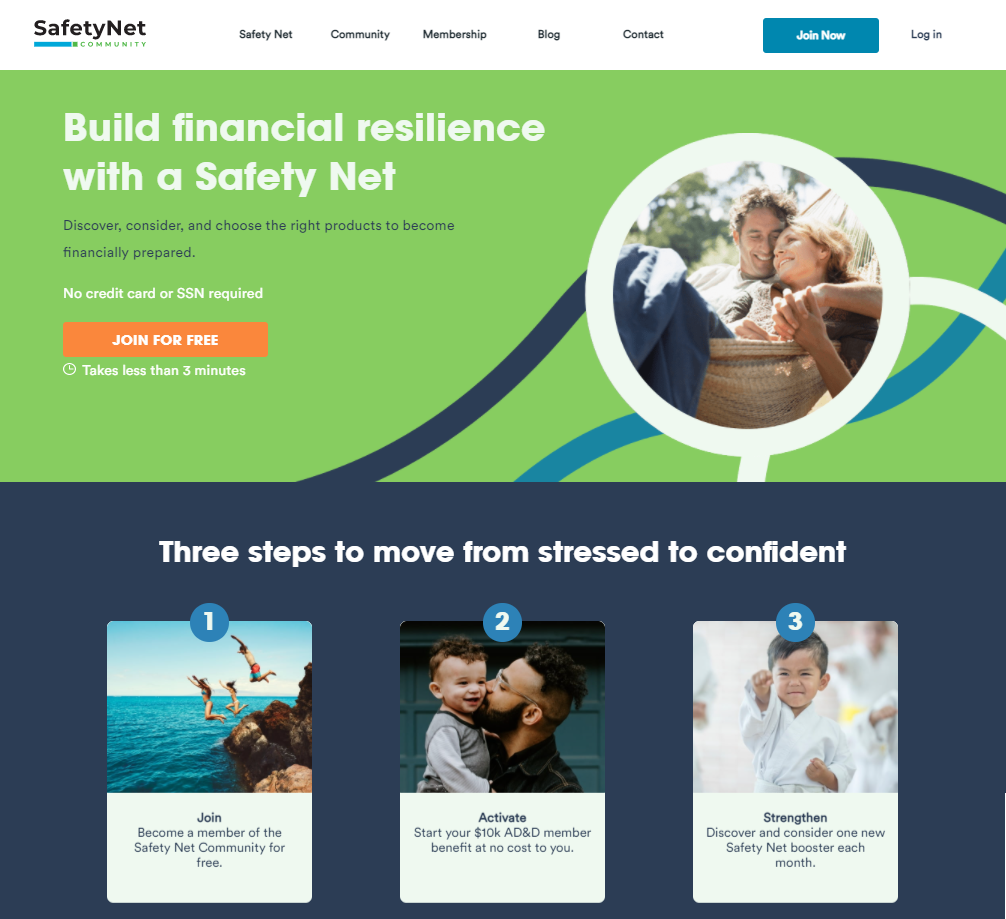 SafetyNet
COMMUNITY
Safety Net
Community
Membership
Blog
Contact
Join Now
Log in
Build financial resilience
with a Safety Net
Discover, consider, and choose the right products to become
financially prepared.
No credit card or SSN required
JOIN FOR FREE
Takes less than 3 minutes
Three steps to move from stressed to confident
1
2
3
Join
Become a member of the
Safety Net Community for
free.
Activate
Start your $10k AD&D member
benefit at no cost to you.
Strengthen
Discover and consider one new
Safety Net booster each
month.